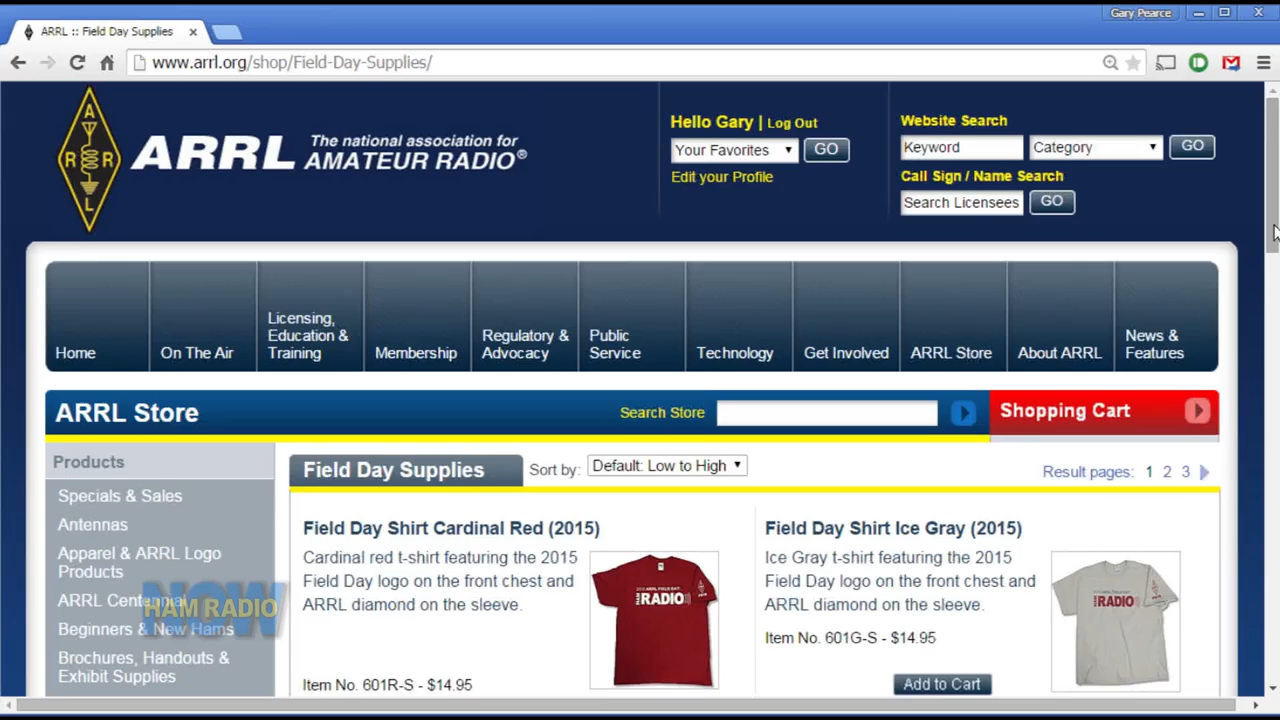 Gary Pearce
ARRL :: Field Day Supplies
www.arrl.org/shop/Field-Day-Supplies/
A
R R
L
ARRL The national association for
AMATEUR RADIO®
Hello Gary | Log Out
Your Favorites GO
Edit your Profile
Website Search
Keyword Category GO
Call Sign / Name Search
Search Licensees GO
Home
On The Air
Licensing,
Education &
Training
Membership
Regulatory &
Advocacy
Public
Service
Technology
Get Involved
ARRL Store
About ARRL
News &
Features
ARRL Store
Search Store
Shopping Cart
Products
Specials & Sales
Antennas
Apparel & ARRL Logo
Products
ARRL Centennial
Beginners & New Hams
Brochures, Handouts &
Exhibit Supplies
HAM RADIO
NOW
Field Day Supplies
Sort by: Default: Low to High
Result pages: 1 2 3
Field Day Shirt Cardinal Red (2015)
Cardinal red t-shirt featuring the 2015
Field Day logo on the front chest and
ARRL diamond on the sleeve.
Item No. 601R-S - $14.95
RADIO
Field Day Shirt Ice Gray (2015)
Ice Gray t-shirt featuring the 2015
Field Day logo on the front chest and
ARRL diamond on the sleeve.
Item No. 601G-S - $14.95
Add to Cart
RADIO